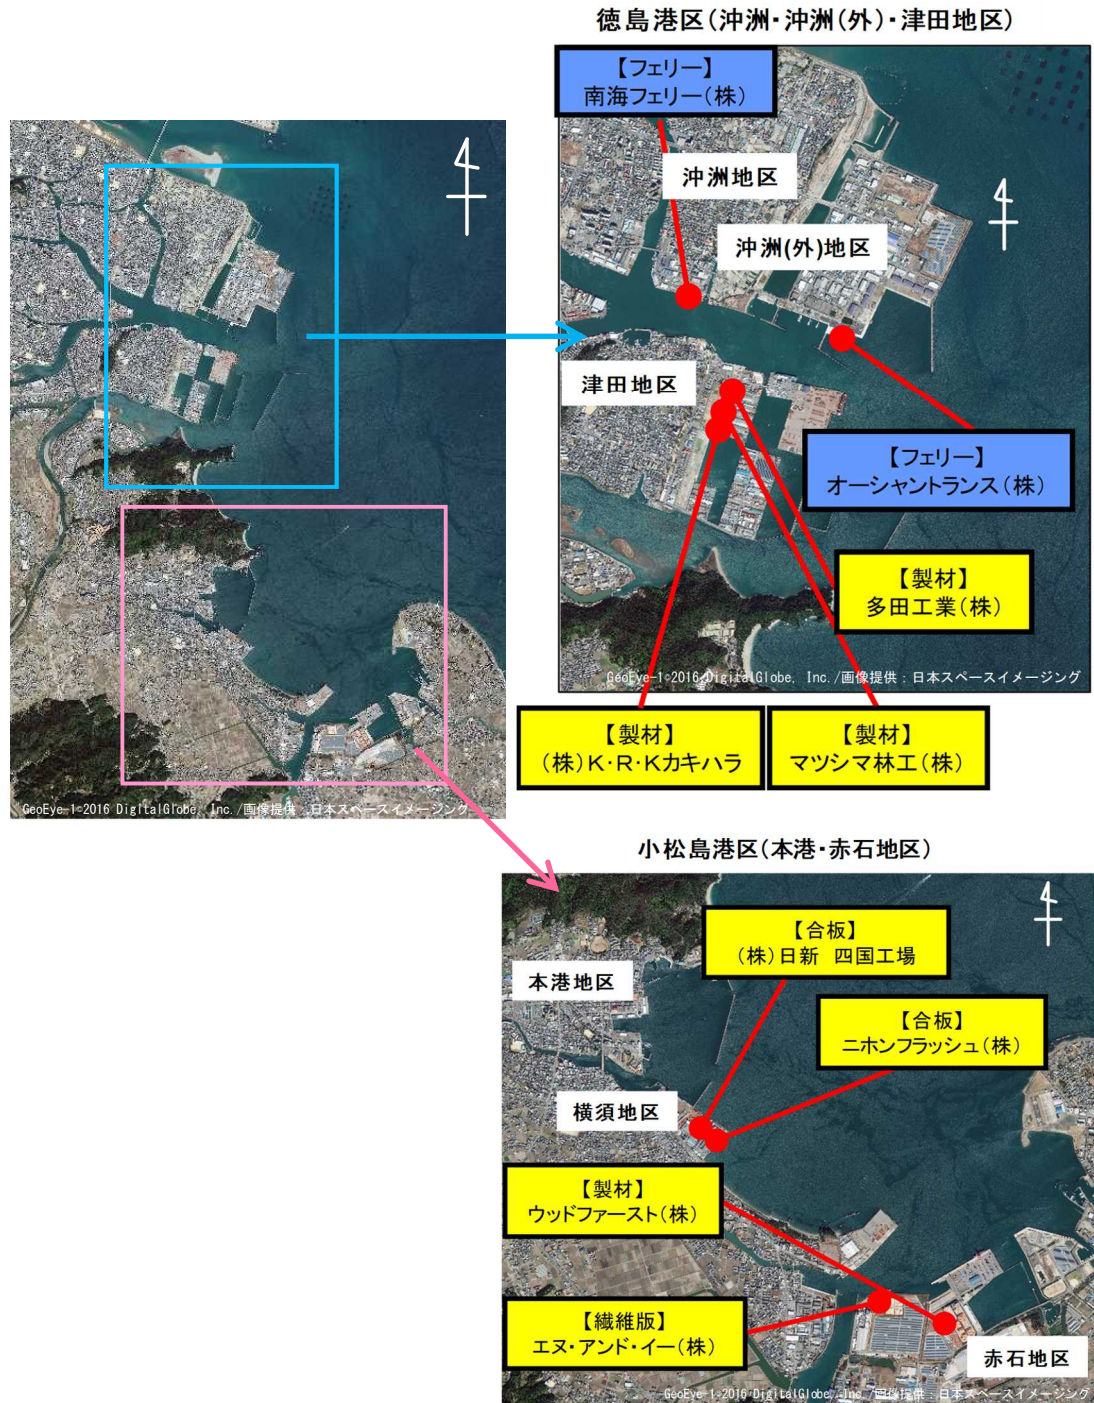 徳島港区(沖洲・沖洲(外)・津田地区)
【フェリー】
南海フェリー(株)
沖洲地区
沖洲(外)地区
津田地区
【フェリー】
オーシャントランス(株)
【製材】
多田工業(株)
GeoEye-1©2016 DigitalGlobe, Inc./画像提供：日本スペースイメージング
【製材】
(株)K・R・Kカキハラ
【製材】
マツシマ林工(株)
GeoEye-1©2016 DigitalGlobe, Inc./画像提供：日本スペースイメージング
小松島港区(本港・赤石地区)
【合板】
(株)日新　四国工場
本港地区
【合板】
ニホンフラッシュ(株)
横須地区
【製材】
ウッドファースト(株)
【繊維版】
エヌ・アンド・イー(株)
赤石地区
GeoEye-1©2016 DigitalGlobe, Inc./画像提供：日本スペースイメージング